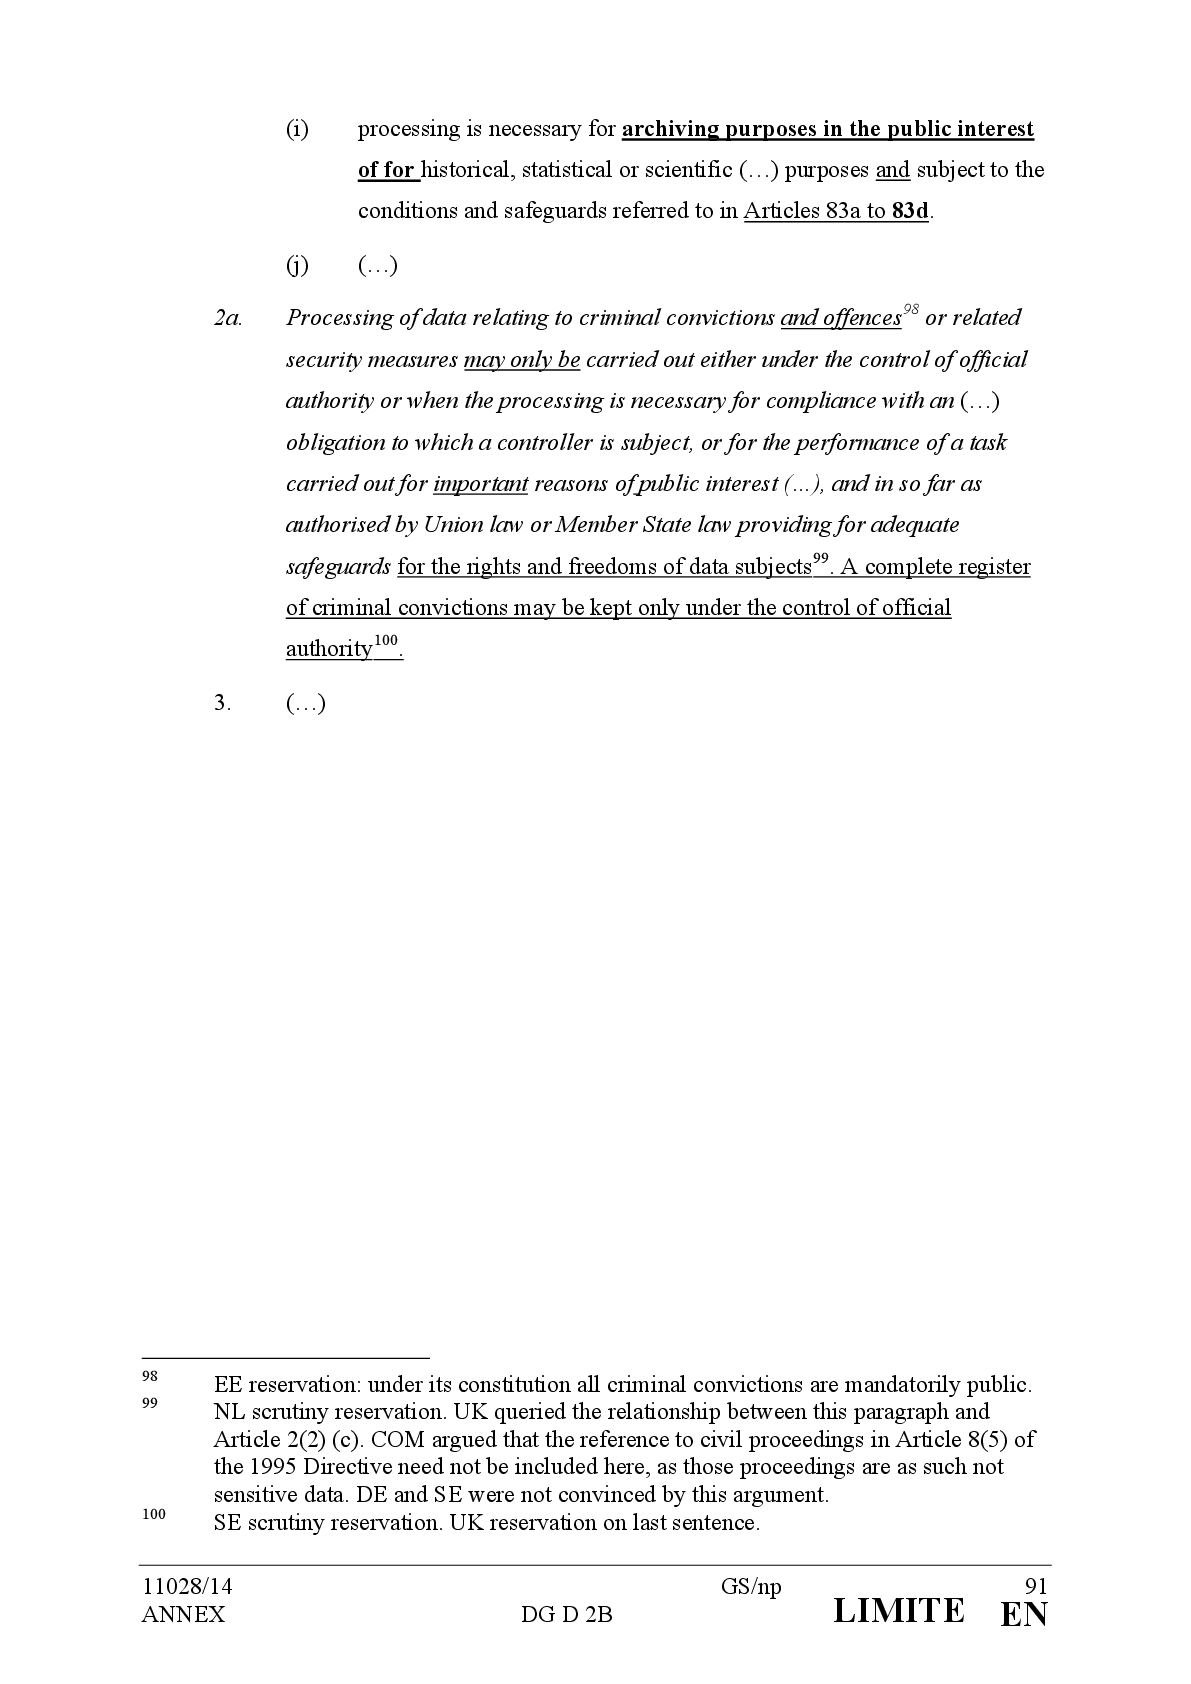 (i) processing is necessary for archiving purposes in the public interest
of for historical, statistical or scientific (…) purposes and subject to the
conditions and safeguards referred to in Articles 83a to 83d.
(j) (…)
2a. Processing of data relating to criminal convictions and offences98 or related
security measures may only be carried out either under the control of official
authority or when the processing is necessary for compliance with an (…)
obligation to which a controller is subject, or for the performance of a task
carried out for important reasons of public interest (…), and in so far as
authorised by Union law or Member State law providing for adequate
safeguards for the rights and freedoms of data subjects99. A complete register
of criminal convictions may be kept only under the control of official
authority100.
3. (…)
98 EE reservation: under its constitution all criminal convictions are mandatorily public.
99 NL scrutiny reservation. UK queried the relationship between this paragraph and
Article 2(2) (c). COM argued that the reference to civil proceedings in Article 8(5) of
the 1995 Directive need not be included here, as those proceedings are as such not
sensitive data. DE and SE were not convinced by this argument.
100 SE scrutiny reservation. UK reservation on last sentence.
11028/14 GS/np 91
ANNEX DG D 2B LIMITE EN